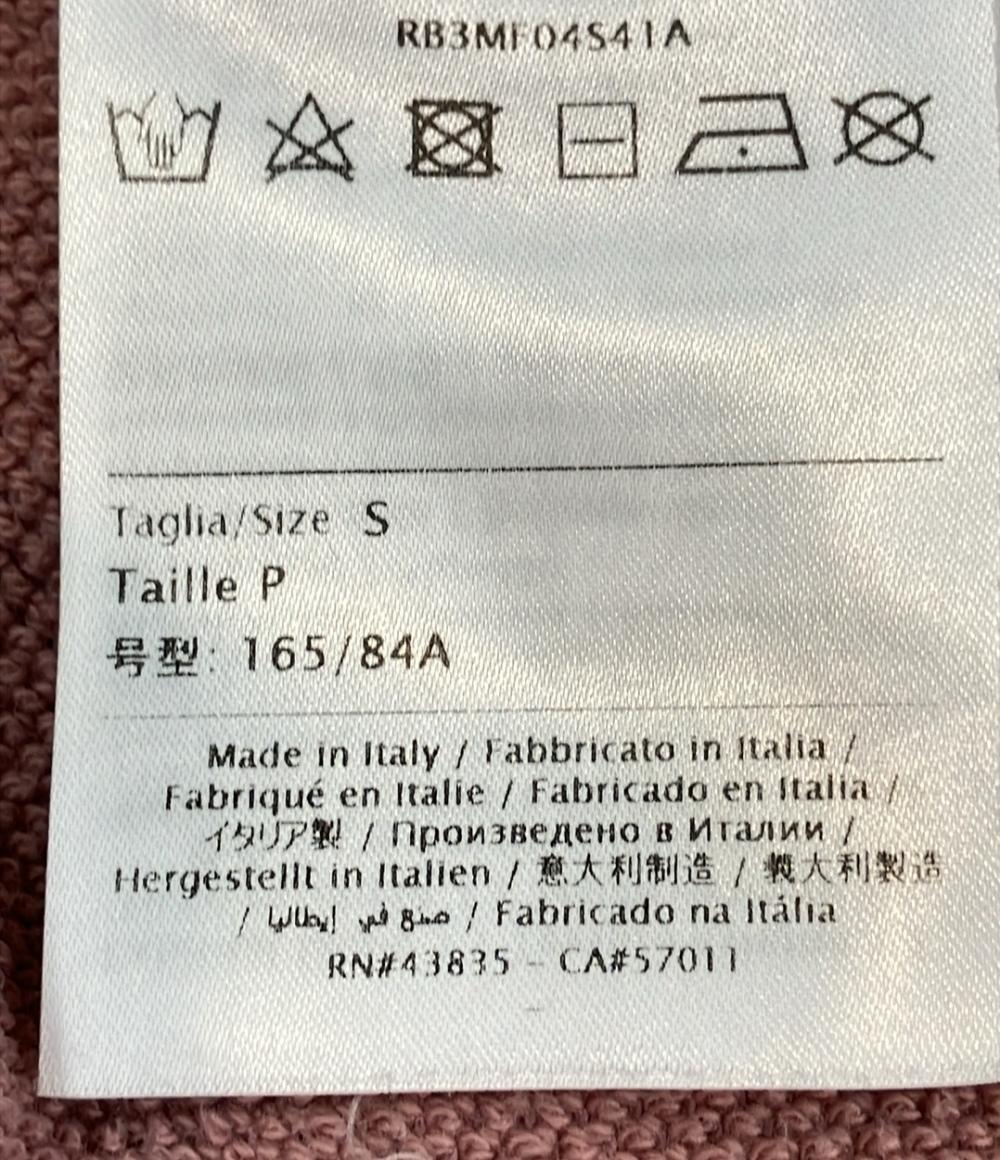 RB3MF04S41A
Taglia/Size S
Taille P
号型: 165/84A
Made in Italy / Fabbricato in Italia /
Fabriqué en Italie / Fabricado en Italia /
イタリア製 / Произведено в Италии /
Hergestellt in Italien / 意大利制造 / 義大利製造
/ صنع في إيطاليا / Fabricado na Itália
RN#43835 - CA#57011